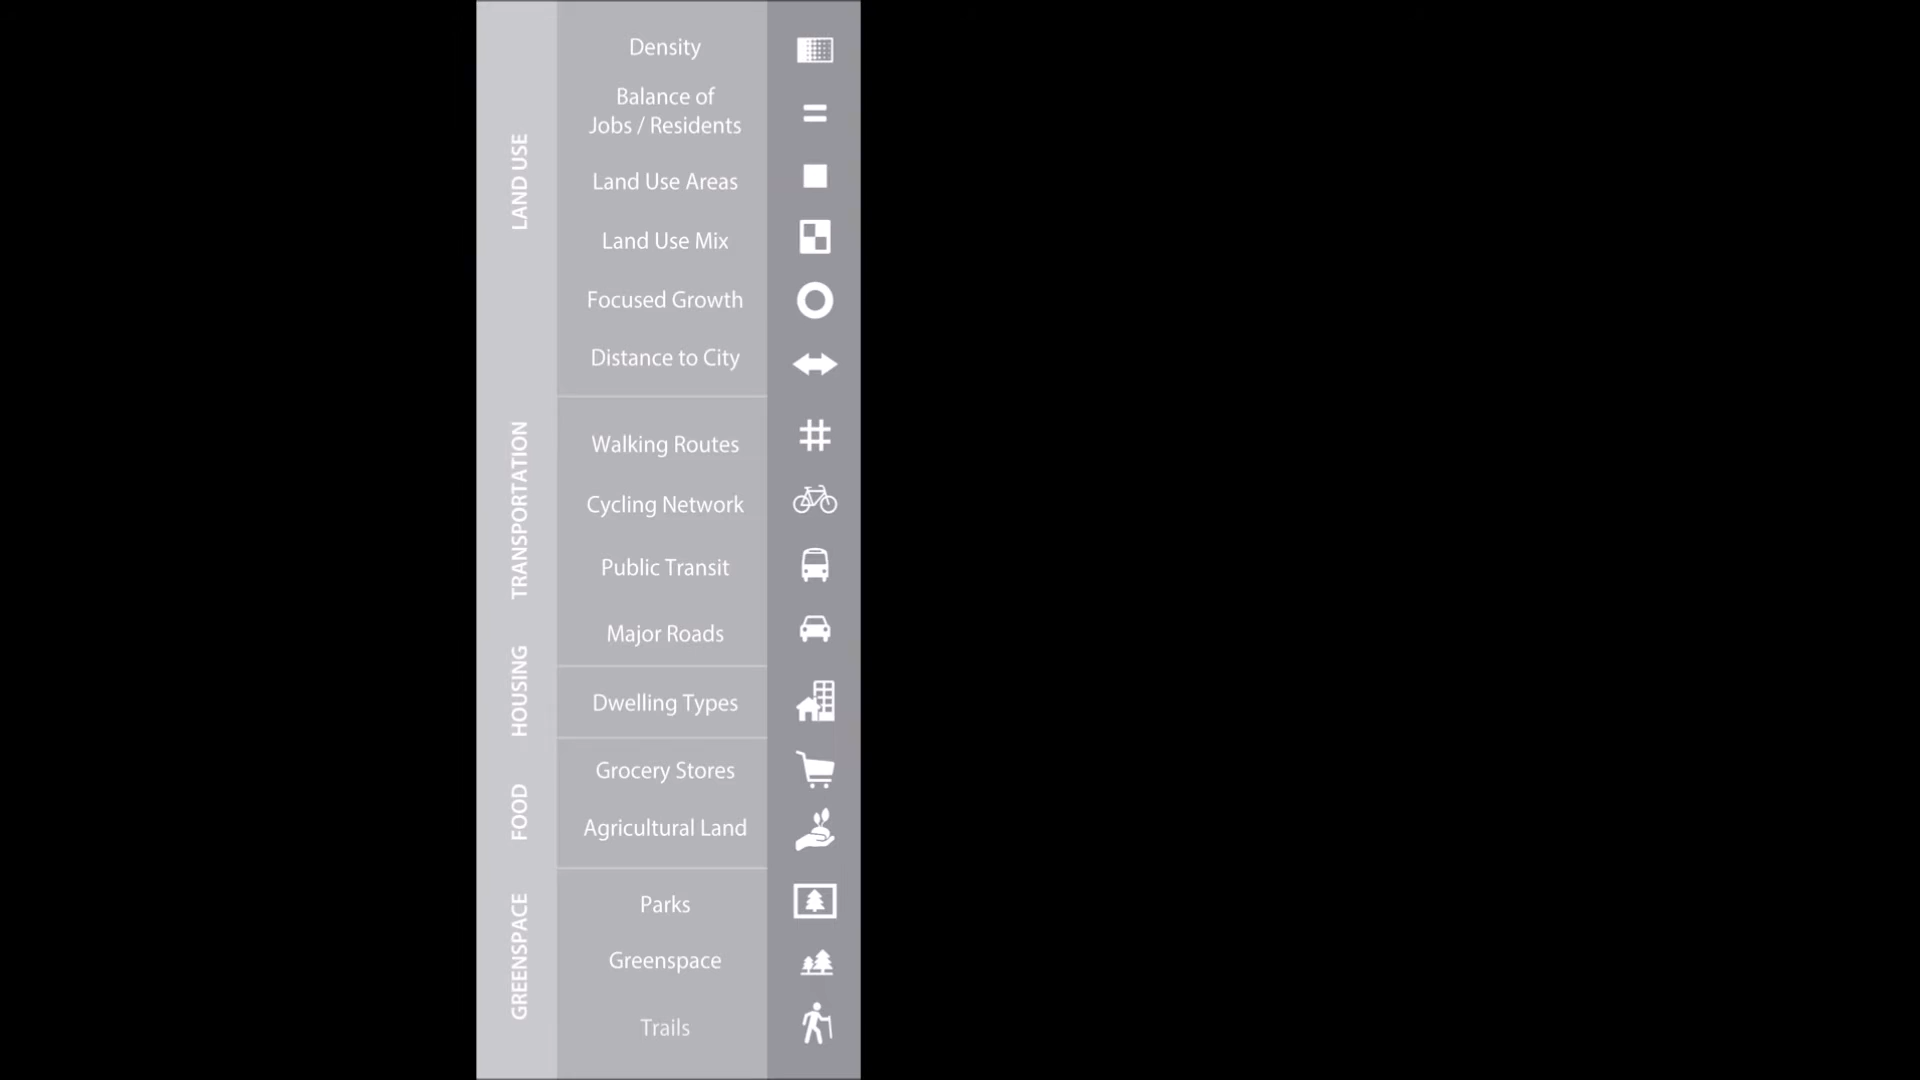 LAND USE
Density
Balance of
Jobs / Residents
Land Use Areas
Land Use Mix
Focused Growth
Distance to City
TRANSPORTATION
Walking Routes
Cycling Network
Public Transit
Major Roads
HOUSING
Dwelling Types
FOOD
Grocery Stores
Agricultural Land
GREENSPACE
Parks
Greenspace
Trails